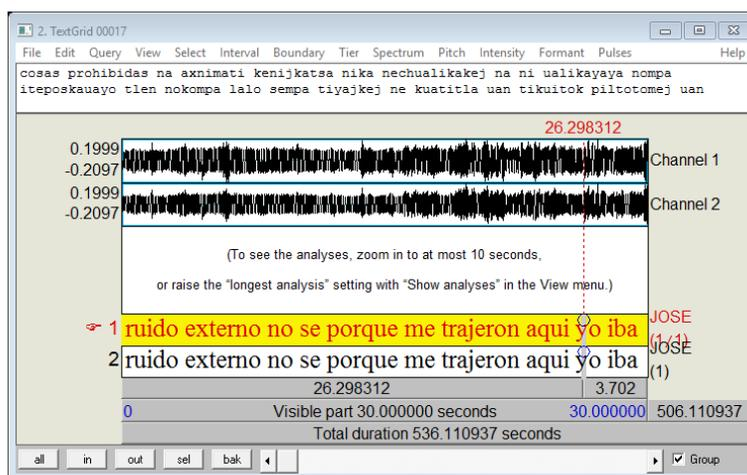 2. TextGrid 00017
File Edit Query View Select Interval Boundary Tier Spectrum Pitch Intensity Formant Pulses Help
cosas prohibidas na axnimati kenijkatsa nika nechualikakej na ni ualikayaya nompa
iteposkauayo tlen nokompa lalo sempa tiyajkej ne kuatitla uan tikuitok piltotomej uan
26.298312
0.1999
-0.2097
Channel 1
0.1999
-0.2097
Channel 2
(To see the analyses, zoom in to at most 10 seconds,
or raise the "longest analysis" setting with "Show analyses" in the View menu.)
1 ruido externo no se porque me trajeron aqui yo iba JOSE
(1/1)
2 ruido externo no se porque me trajeron aqui yo iba JOSE
(1)
26.298312 3.702
0 Visible part 30.000000 seconds 30.000000 506.110937
Total duration 536.110937 seconds
all in out sel bak Group